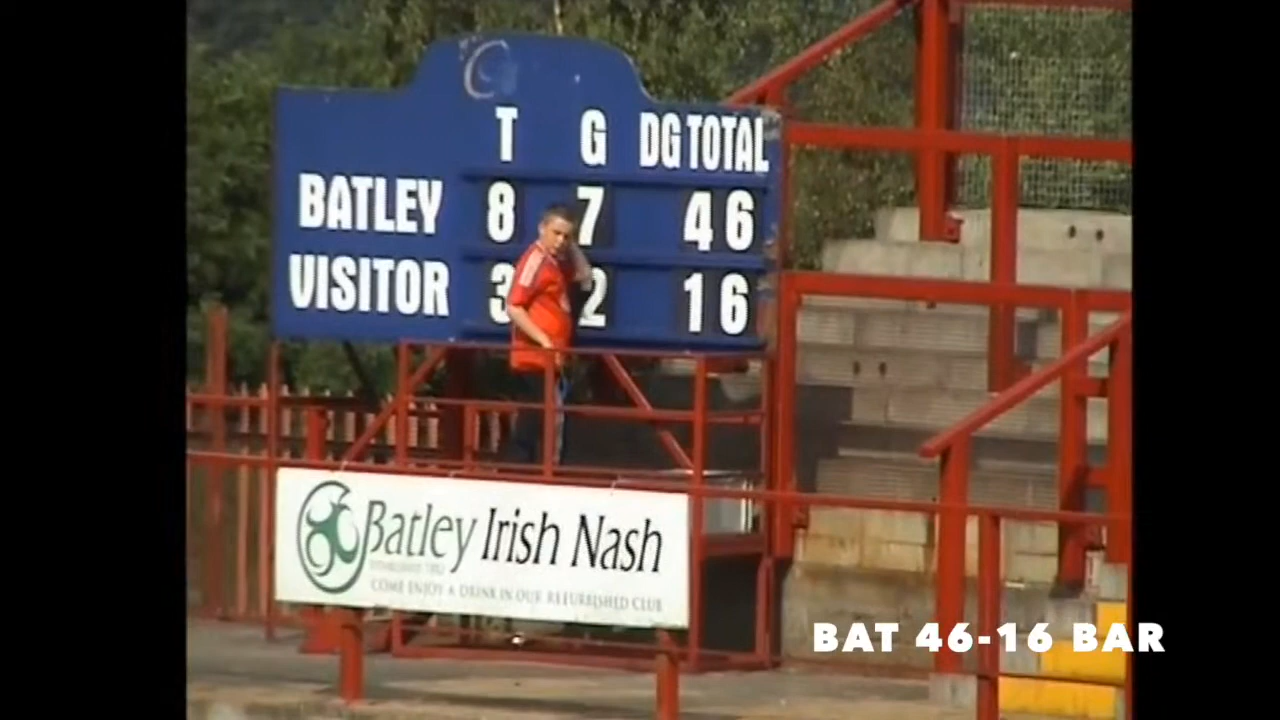 T G DG TOTAL
BATLEY 8 7 46
VISITOR 3 2 16
Batley Irish Nash
COME ENJOY A DRINK IN OUR REFURBISHED CLUB
BAT 46-16 BAR